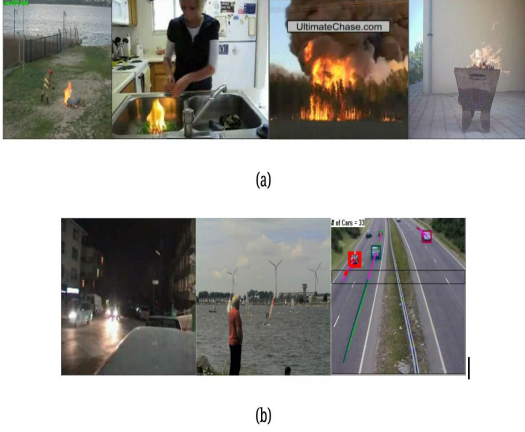 UltimateChase.com
(a)
# of Cars = 33
(b)